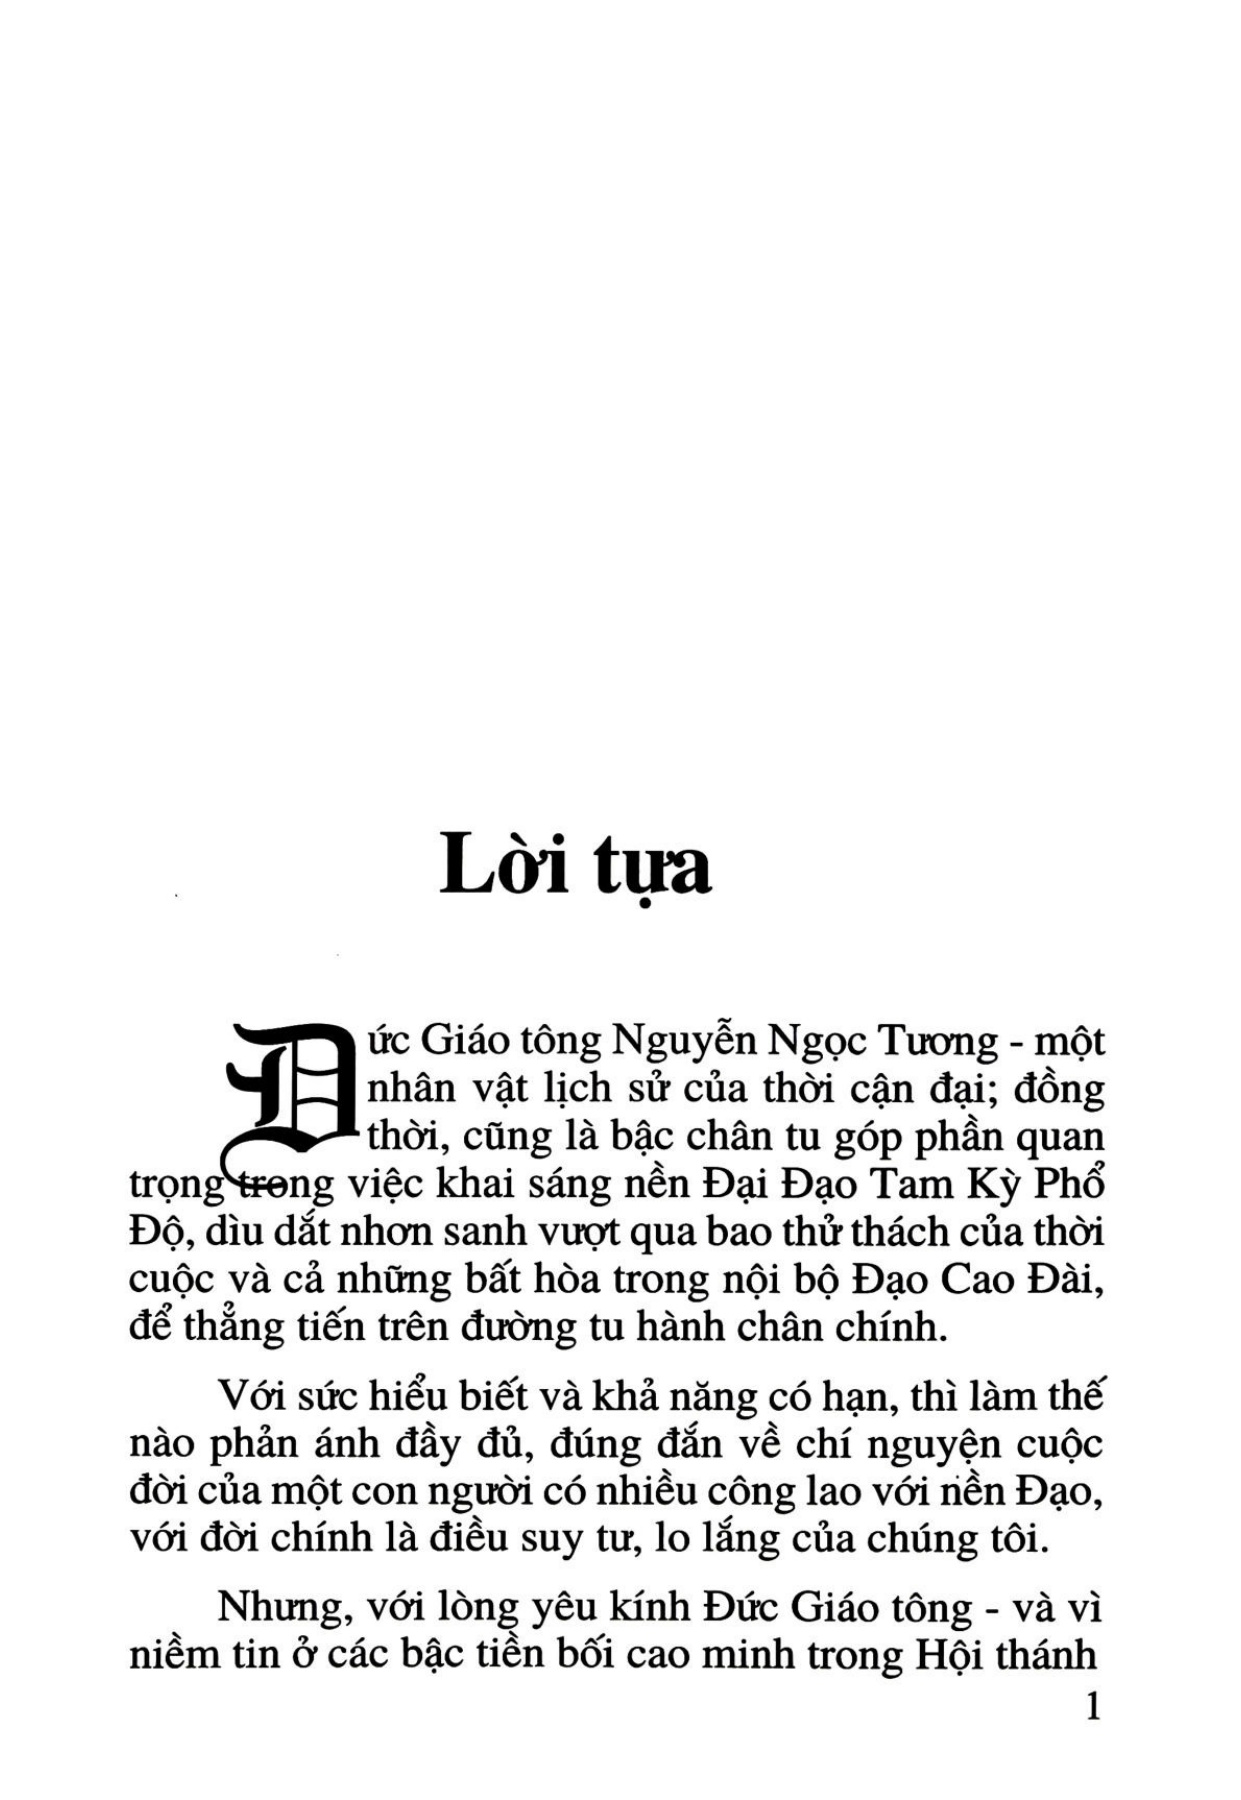 Lời tựa
Đức Giáo tông Nguyễn Ngọc Tương - một
nhân vật lịch sử của thời cận đại; đồng
thời, cũng là bậc chân tu góp phần quan
trọng trong việc khai sáng nền Đại Đạo Tam Kỳ Phổ
Độ, dìu dắt nhơn sanh vượt qua bao thử thách của thời
cuộc và cả những bất hòa trong nội bộ Đạo Cao Đài,
để thẳng tiến trên đường tu hành chân chính.
Với sức hiểu biết và khả năng có hạn, thì làm thế
nào phản ánh đầy đủ, đúng đắn về chí nguyện cuộc
đời của một con người có nhiều công lao với nền Đạo,
với đời chính là điều suy tư, lo lắng của chúng tôi.
Nhưng, với lòng yêu kính Đức Giáo tông - và vì
niềm tin ở các bậc tiền bối cao minh trong Hội thánh
1